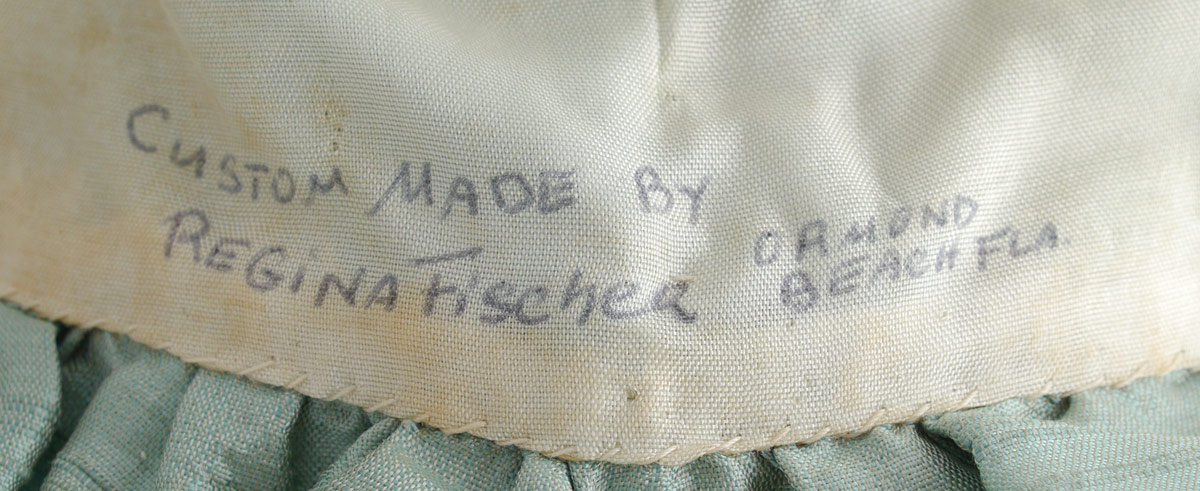 CUSTOM MADE BY
REGINA Fischer
ORMOND
BEACH FLA.